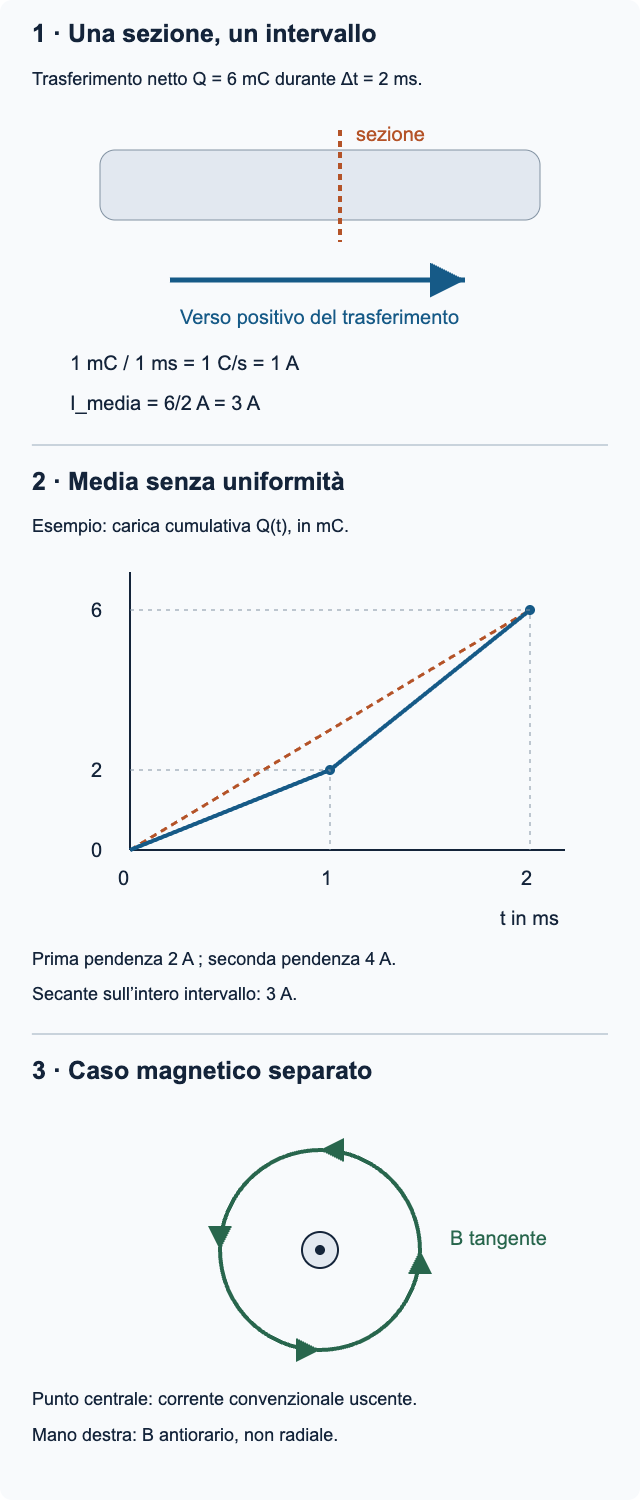 1 · Una sezione, un intervallo
Trasferimento netto Q = 6 mC durante Δt = 2 ms.
sezione
Verso positivo del trasferimento
1 mC / 1 ms = 1 C/s = 1 A
I_media = 6/2 A = 3 A
2 · Media senza uniformità
Esempio: carica cumulativa Q(t), in mC.
6
2
0
0 1 2
t in ms
Prima pendenza 2 A ; seconda pendenza 4 A.
Secante sull’intero intervallo: 3 A.
3 · Caso magnetico separato
B tangente
Punto centrale: corrente convenzionale uscente.
Mano destra: B antiorario, non radiale.